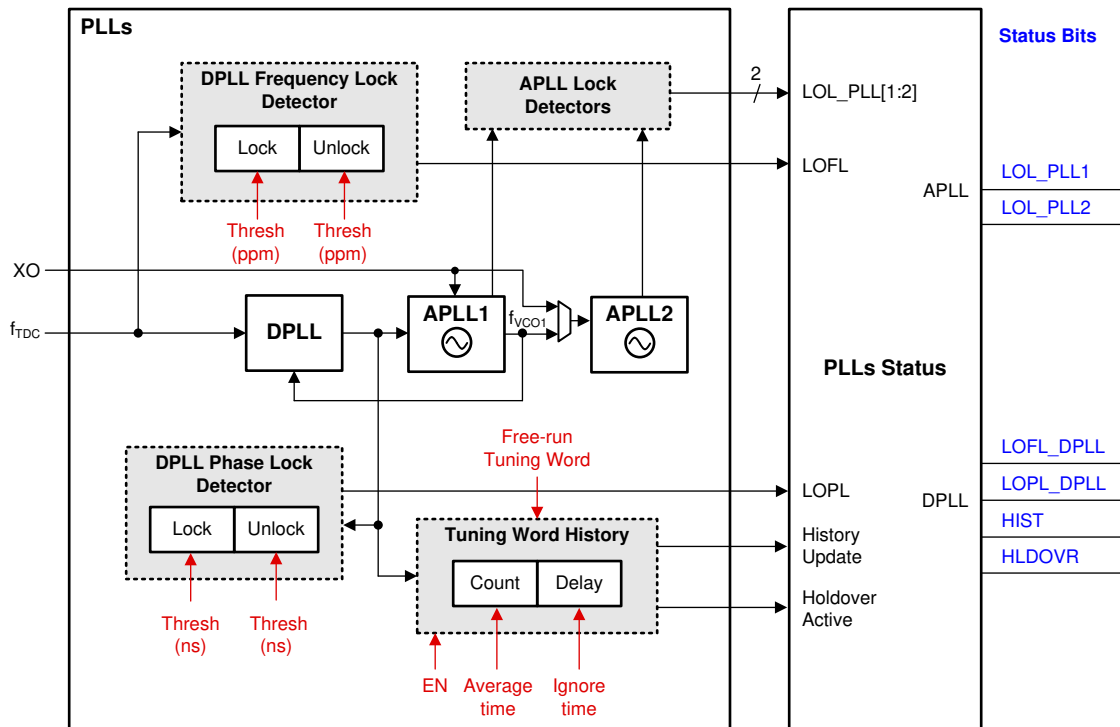 PLLs
Status Bits
DPLL Frequency Lock
Detector
Lock
Unlock
Thresh
(ppm)
Thresh
(ppm)
APLL Lock
Detectors
2
LOL_PLL[1:2]
LOFL
APLL
LOL_PLL1
LOL_PLL2
XO
fTDC
DPLL
APLL1
fVCO1
APLL2
PLLs Status
Free-run
Tuning Word
DPLL Phase Lock
Detector
Lock
Unlock
Thresh
(ns)
Thresh
(ns)
Tuning Word History
Count
Delay
EN
Average
time
Ignore
time
LOPL
History
Update
Holdover
Active
DPLL
LOFL_DPLL
LOPL_DPLL
HIST
HLDOVR